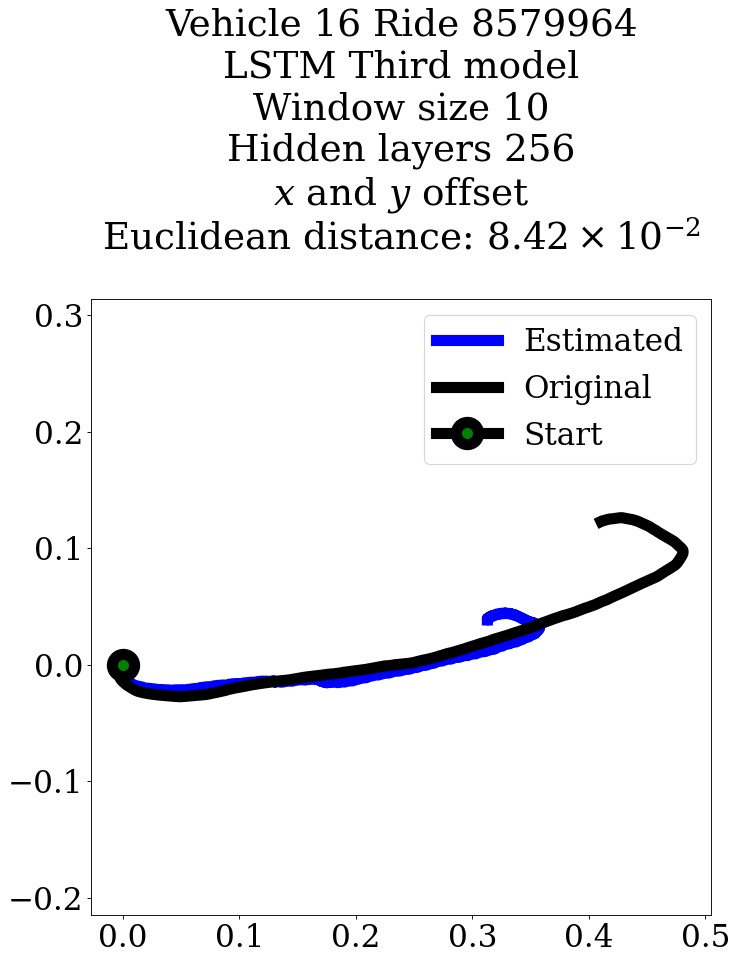 Vehicle 16 Ride 8579964
LSTM Third model
Window size 10
Hidden layers 256
x and y offset
Euclidean distance: 8.42 × 10⁻²
Estimated
Original
Start
0.3
0.2
0.1
0.0
−0.1
−0.2
0.0 0.1 0.2 0.3 0.4 0.5